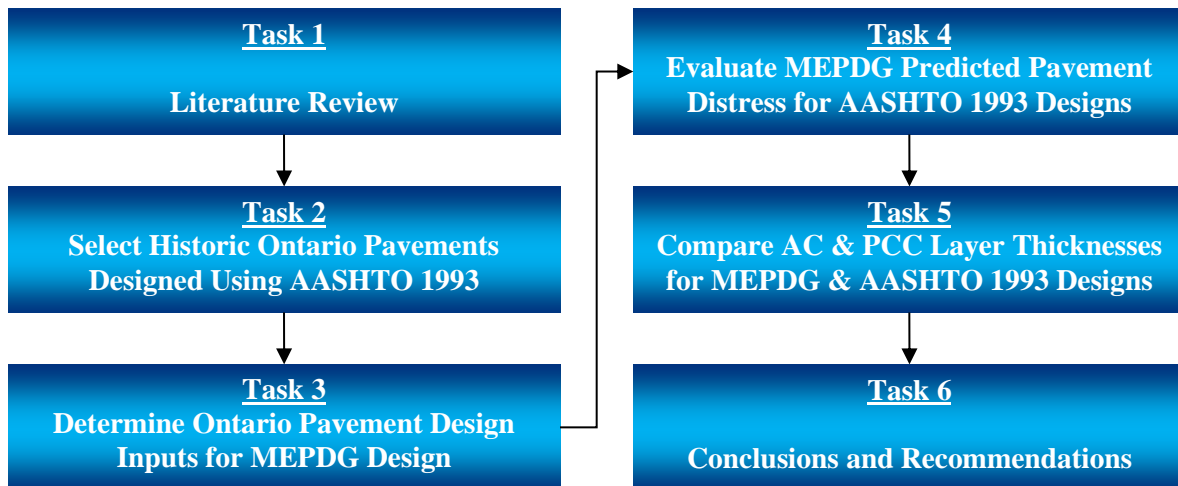 Task 1
Literature Review
Task 2
Select Historic Ontario Pavements
Designed Using AASHTO 1993
Task 3
Determine Ontario Pavement Design
Inputs for MEPDG Design
Task 4
Evaluate MEPDG Predicted Pavement
Distress for AASHTO 1993 Designs
Task 5
Compare AC & PCC Layer Thicknesses
for MEPDG & AASHTO 1993 Designs
Task 6
Conclusions and Recommendations